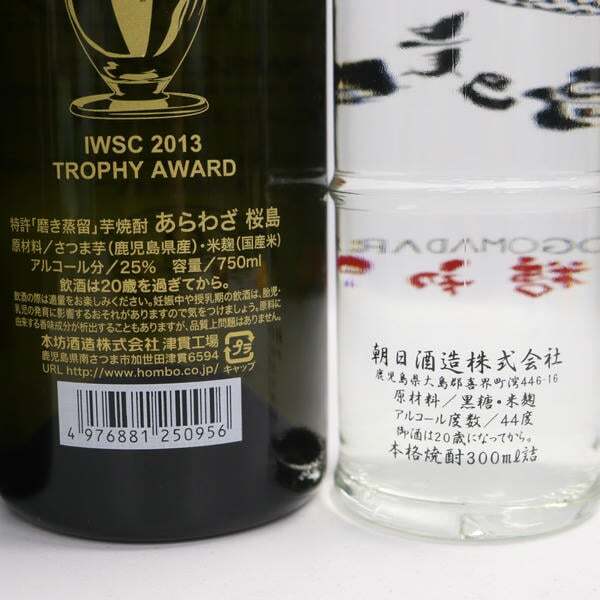 IWSC 2013
TROPHY AWARD
特許「磨き蒸留」芋焼酎 あらわざ 桜島
原材料/さつま芋(鹿児島県産)・米麹(国産米)
アルコール分/25% 容量/750ml
飲酒は20歳を過ぎてから。
お酒の際は適量をお楽しみください。妊娠中や授乳期の飲酒は、胎児・
乳児の発育に影響するおそれがありますので気をつけましょう。原料に
由来する香味成分が析出することもありますが、品質上問題はありません。
本坊酒造株式会社 津貫工場
鹿児島県南さつま市加世田津貫6594
URL http://www.hombo.co.jp/
プラ
キャップ
4 976881 250956
朝日酒造株式会社
鹿児島県大島郡喜界町湾446-16
原材料/黒糖・米麹
アルコール度数/44度
御酒は20歳になってから。
本格焼酎300ml詰